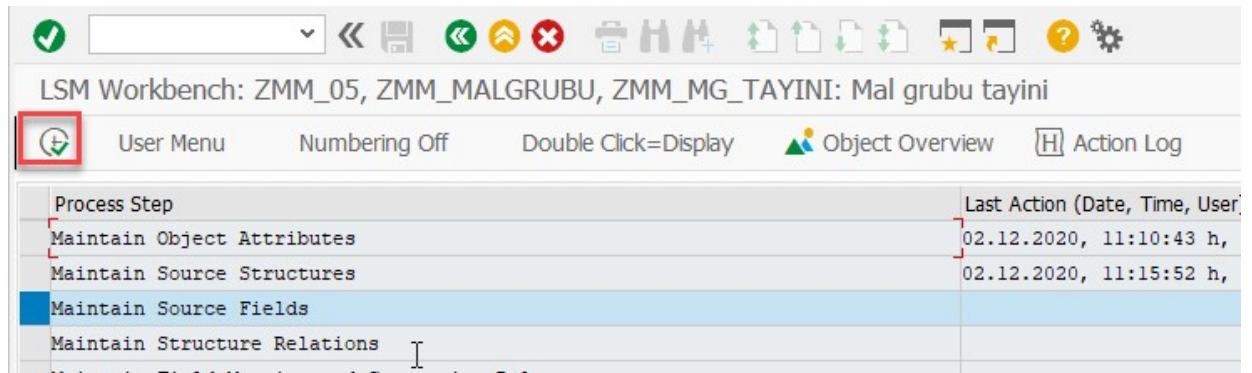 LSM Workbench: ZMM_05, ZMM_MALGRUBU, ZMM_MG_TAYINI: Mal grubu tayini
User Menu Numbering Off Double Click=Display Object Overview [H] Action Log
Process Step Last Action (Date, Time, User)
Maintain Object Attributes 02.12.2020, 11:10:43 h,
Maintain Source Structures 02.12.2020, 11:15:52 h,
Maintain Source Fields
Maintain Structure Relations